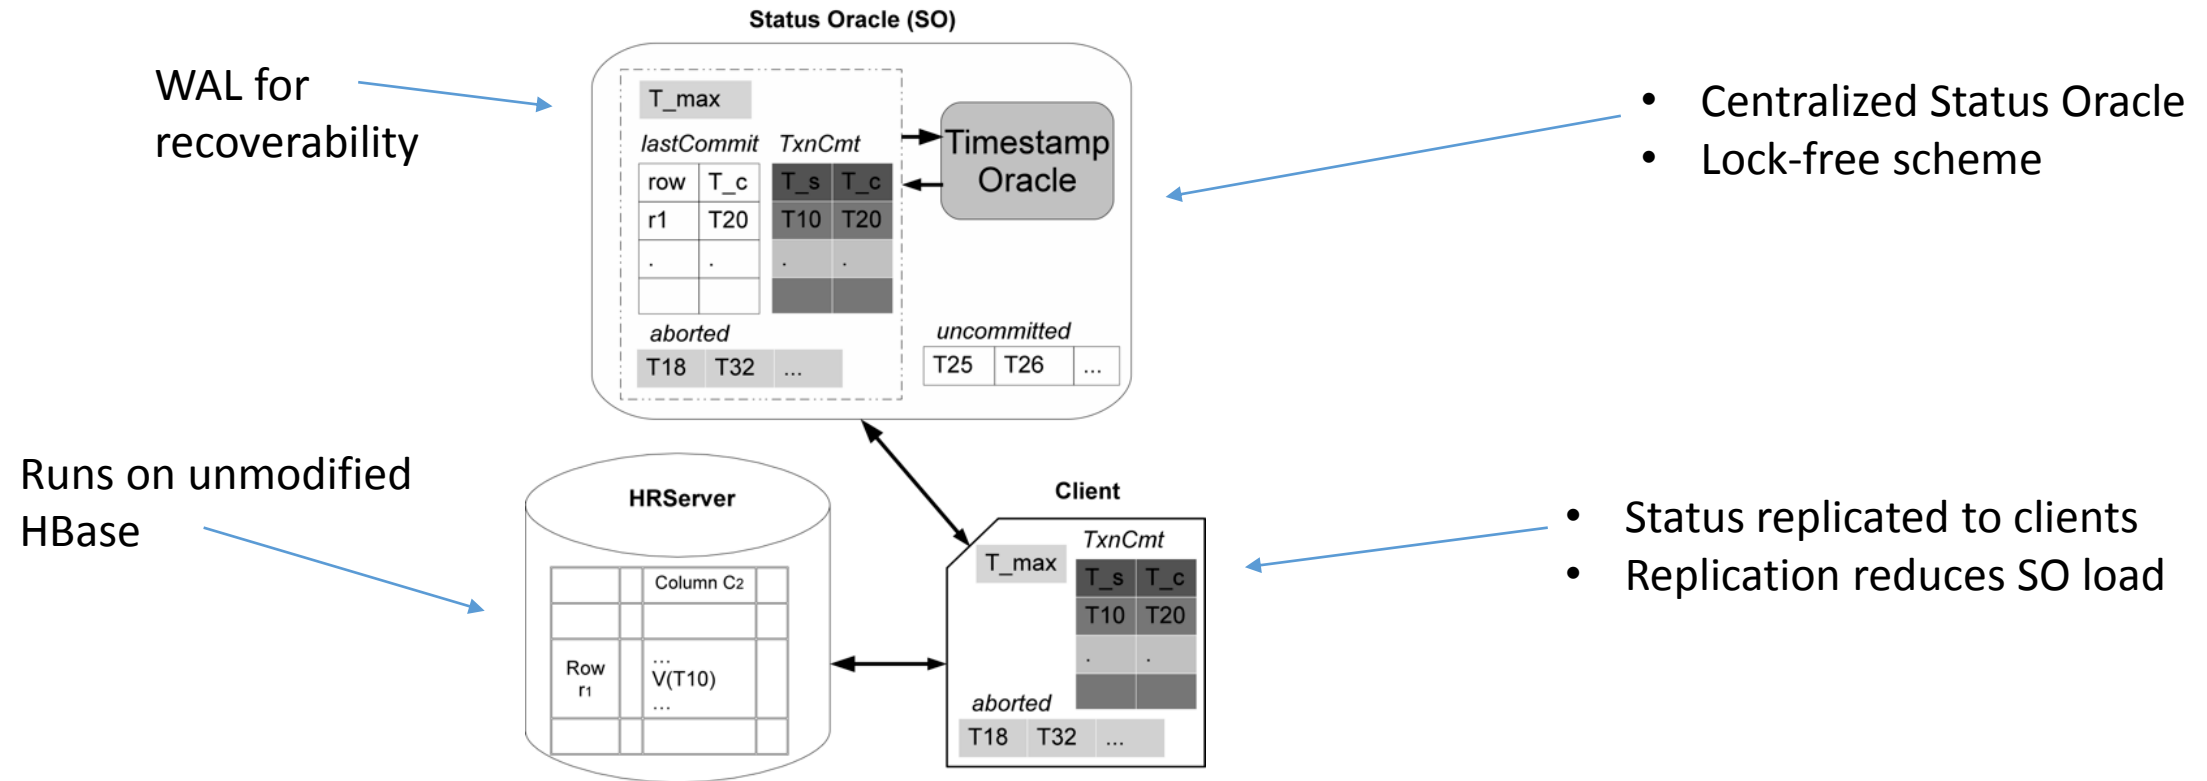 Status Oracle (SO)
WAL for
recoverability
T_max
lastCommit TxnCmt
row T_c T_s T_c
r1 T20 T10 T20
. . . .
Timestamp
Oracle
aborted
T18 T32 ...
uncommitted
T25 T26 ...
• Centralized Status Oracle
• Lock-free scheme
Runs on unmodified
HBase
HRServer
Column C2
Row
r1
...
V(T10)
...
Client
T_max
TxnCmt
T_s T_c
T10 T20
. .
aborted
T18 T32 ...
• Status replicated to clients
• Replication reduces SO load